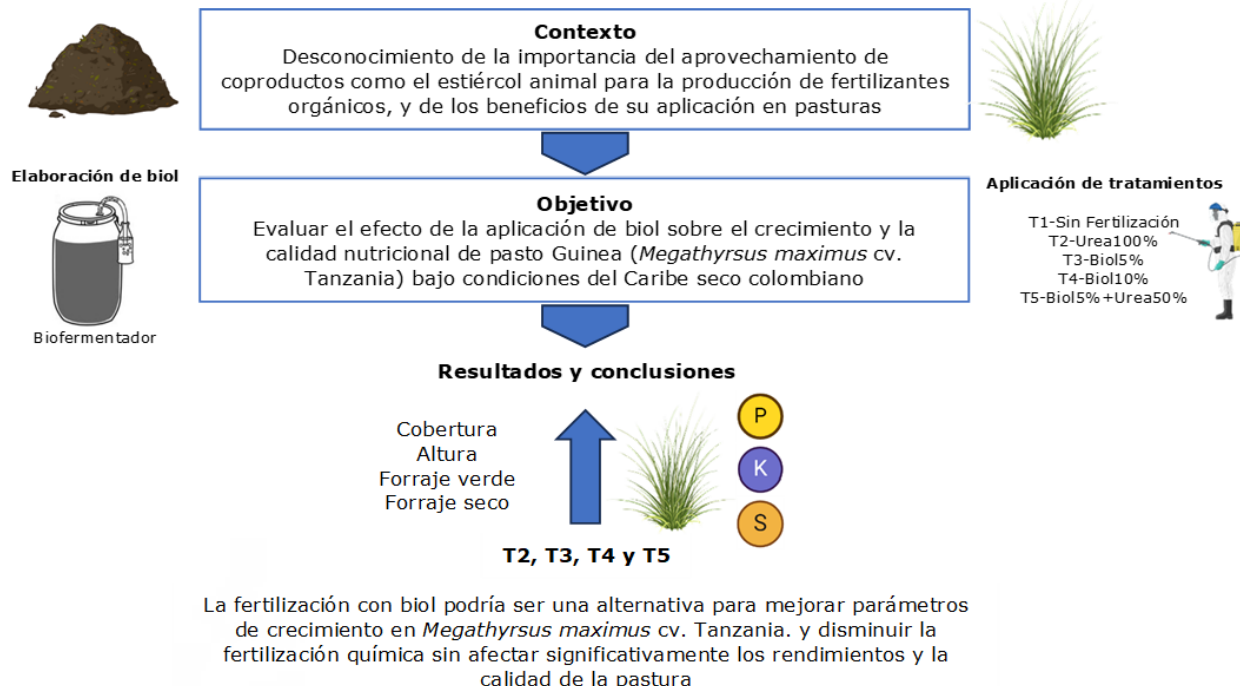 Contexto
Desconocimiento de la importancia del aprovechamiento de
coproductos como el estiércol animal para la producción de fertilizantes
orgánicos, y de los beneficios de su aplicación en pasturas
Elaboración de biol
Biofermentador
Objetivo
Evaluar el efecto de la aplicación de biol sobre el crecimiento y la
calidad nutricional de pasto Guinea (Megathyrsus maximus cv.
Tanzania) bajo condiciones del Caribe seco colombiano
Aplicación de tratamientos
T1-Sin Fertilización
T2-Urea100%
T3-Biol5%
T4-Biol10%
T5-Biol5%+Urea50%
Resultados y conclusiones
Cobertura
Altura
Forraje verde
Forraje seco
P
K
S
T2, T3, T4 y T5
La fertilización con biol podría ser una alternativa para mejorar parámetros
de crecimiento en Megathyrsus maximus cv. Tanzania. y disminuir la
fertilización química sin afectar significativamente los rendimientos y la
calidad de la pastura